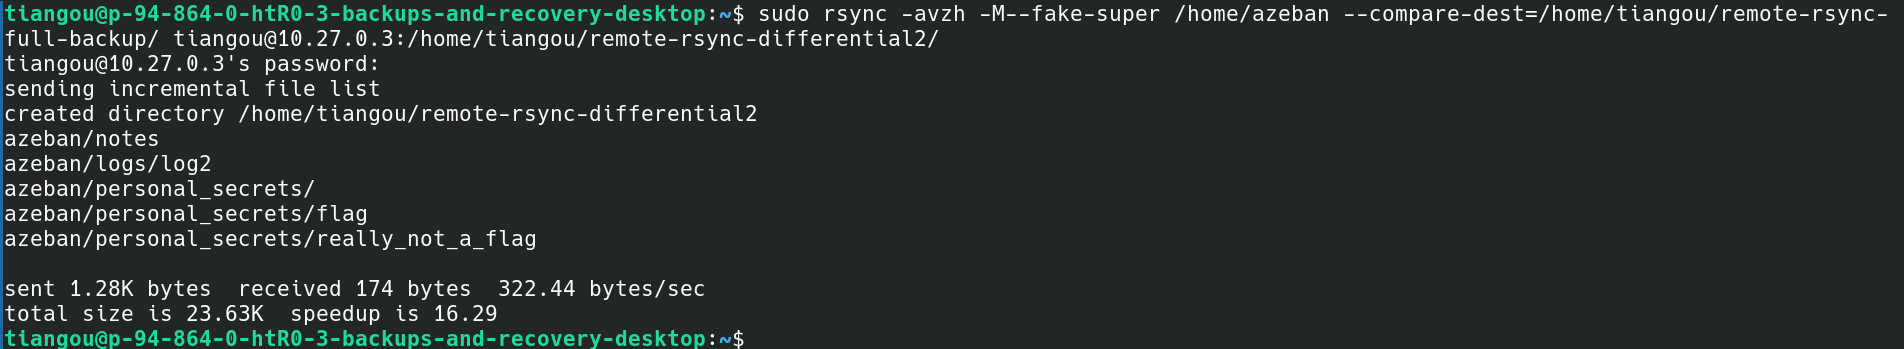 tiangou@p-94-864-0-htR0-3-backups-and-recovery-desktop:~$ sudo rsync -avzh -M--fake-super /home/azeban --compare-dest=/home/tiangou/remote-rsync-
full-backup/ tiangou@10.27.0.3:/home/tiangou/remote-rsync-differential2/
tiangou@10.27.0.3's password:
sending incremental file list
created directory /home/tiangou/remote-rsync-differential2
azeban/notes
azeban/logs/log2
azeban/personal_secrets/
azeban/personal_secrets/flag
azeban/personal_secrets/really_not_a_flag

sent 1.28K bytes  received 174 bytes  322.44 bytes/sec
total size is 23.63K  speedup is 16.29
tiangou@p-94-864-0-htR0-3-backups-and-recovery-desktop:~$